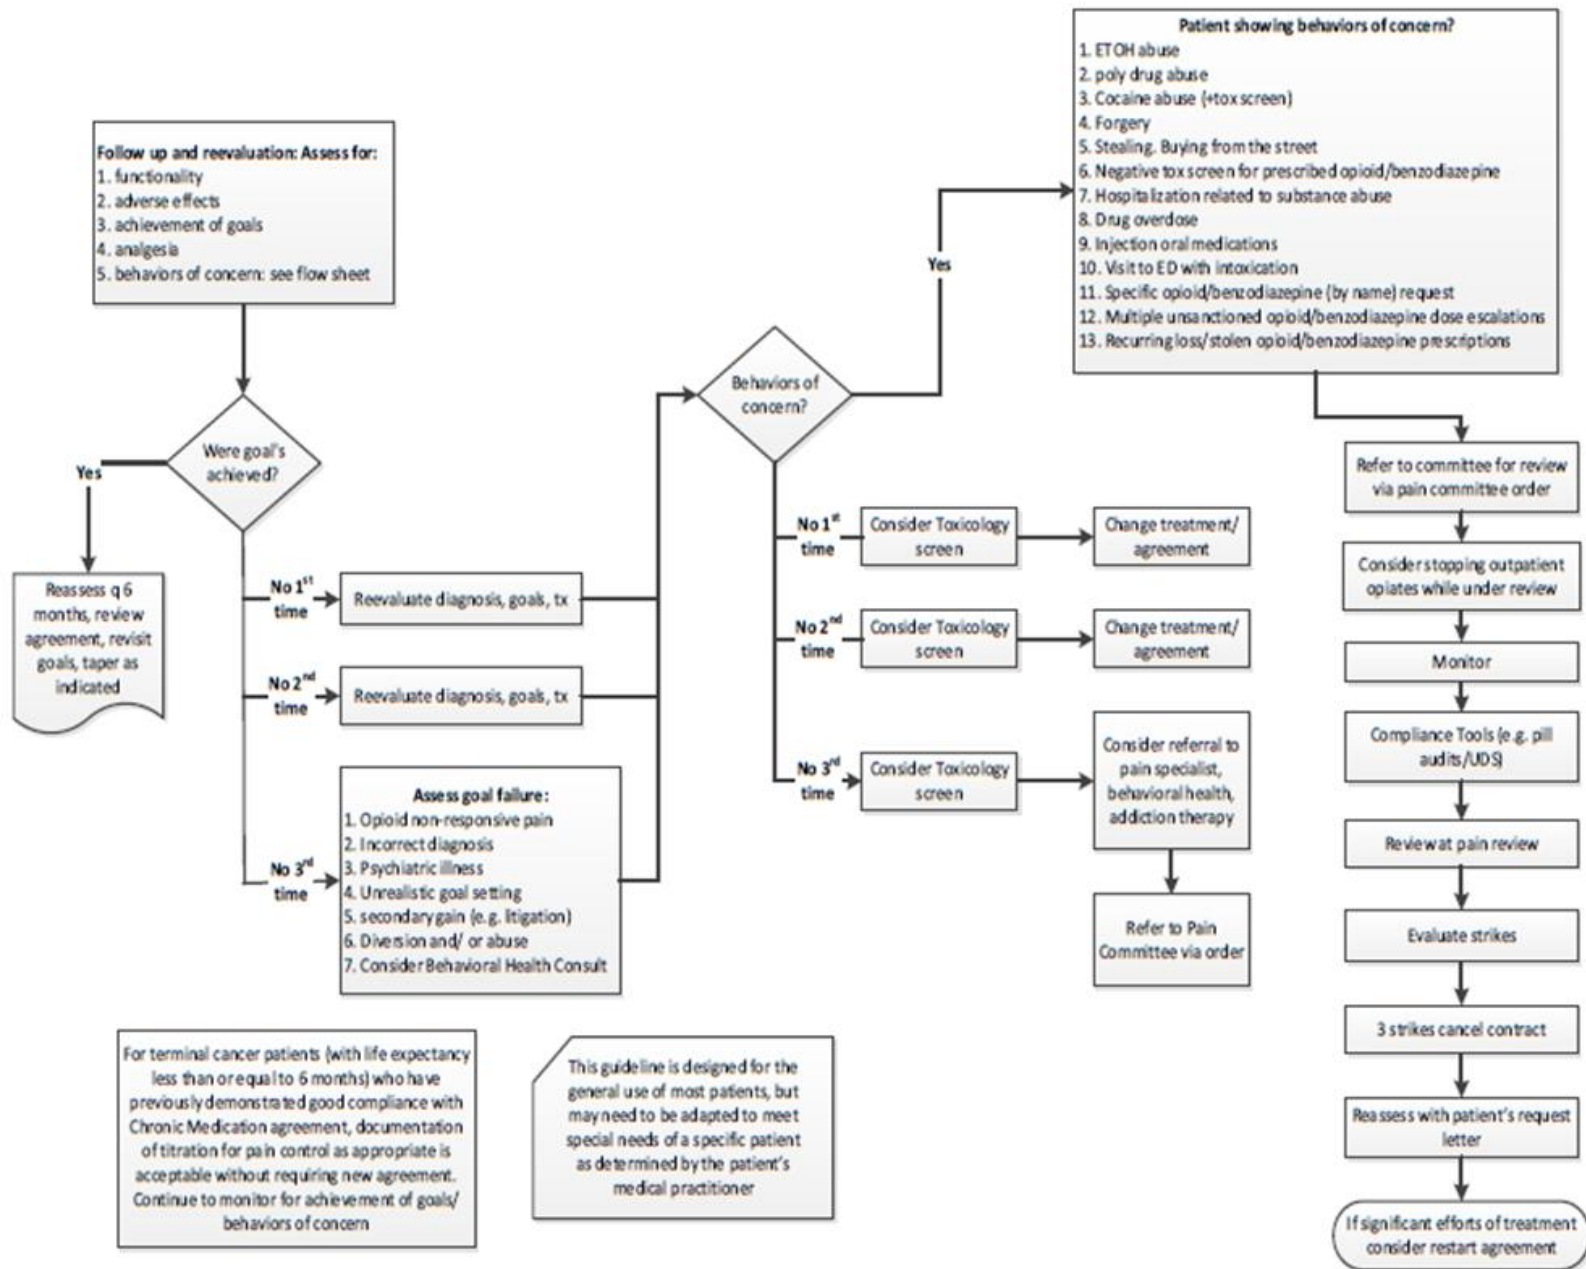 Follow up and reevaluation: Assess for:
1. functionality
2. adverse effects
3. achievement of goals
4. analgesia
5. behaviors of concern: see flow sheet
Were goal's
achieved?
Yes
Reassess q 6
months, review
agreement, revisit
goals, taper as
indicated
No 1st
time
Reevaluate diagnosis, goals, tx
No 2nd
time
Reevaluate diagnosis, goals, tx
No 3rd
time
Assess goal failure:
1. Opioid non-responsive pain
2. Incorrect diagnosis
3. Psychiatric illness
4. Unrealistic goal setting
5. secondary gain (e.g. litigation)
6. Diversion and/ or abuse
7. Consider Behavioral Health Consult
Behaviors of
concern?
Yes
No 1st
time
Consider Toxicology
screen
Change treatment/
agreement
No 2nd
time
Consider Toxicology
screen
Change treatment/
agreement
No 3rd
time
Consider Toxicology
screen
Consider referral to
pain specialist,
behavioral health,
addiction therapy
Refer to Pain
Committee via order
Patient showing behaviors of concern?
1. ETOH abuse
2. poly drug abuse
3. Cocaine abuse (+tox screen)
4. Forgery
5. Stealing. Buying from the street
6. Negative tox screen for prescribed opioid/benzodiazepine
7. Hospitalization related to substance abuse
8. Drug overdose
9. Injection oral medications
10. Visit to ED with intoxication
11. Specific opioid/benzodiazepine (by name) request
12. Multiple unsanctioned opioid/benzodiazepine dose escalations
13. Recurring loss/stolen opioid/benzodiazepine prescriptions
Refer to committee for review
via pain committee order
Consider stopping outpatient
opiates while under review
Monitor
Compliance Tools (e.g. pill
audits/UDS)
Review at pain review
Evaluate strikes
3 strikes cancel contract
Reassess with patient's request
letter
If significant efforts of treatment
consider restart agreement
For terminal cancer patients (with life expectancy
less than or equal to 6 months) who have
previously demonstrated good compliance with
Chronic Medication agreement, documentation
of titration for pain control as appropriate is
acceptable without requiring new agreement.
Continue to monitor for achievement of goals/
behaviors of concern
This guideline is designed for the
general use of most patients, but
may need to be adapted to meet
special needs of a specific patient
as determined by the patient's
medical practitioner